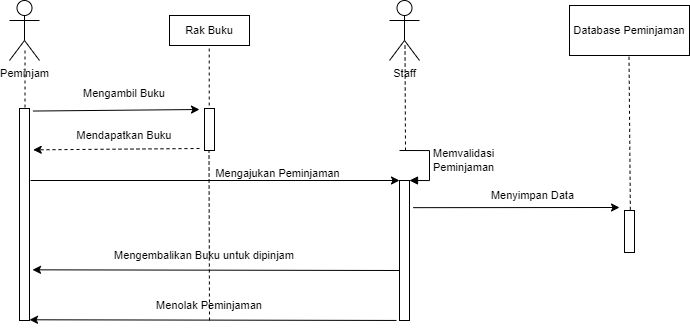 Rak Buku
Database Peminjaman
Peminjam
Staff
Mengambil Buku
Mendapatkan Buku
Memvalidasi
Peminjaman
Mengajukan Peminjaman
Menyimpan Data
Mengembalikan Buku untuk dipinjam
Menolak Peminjaman